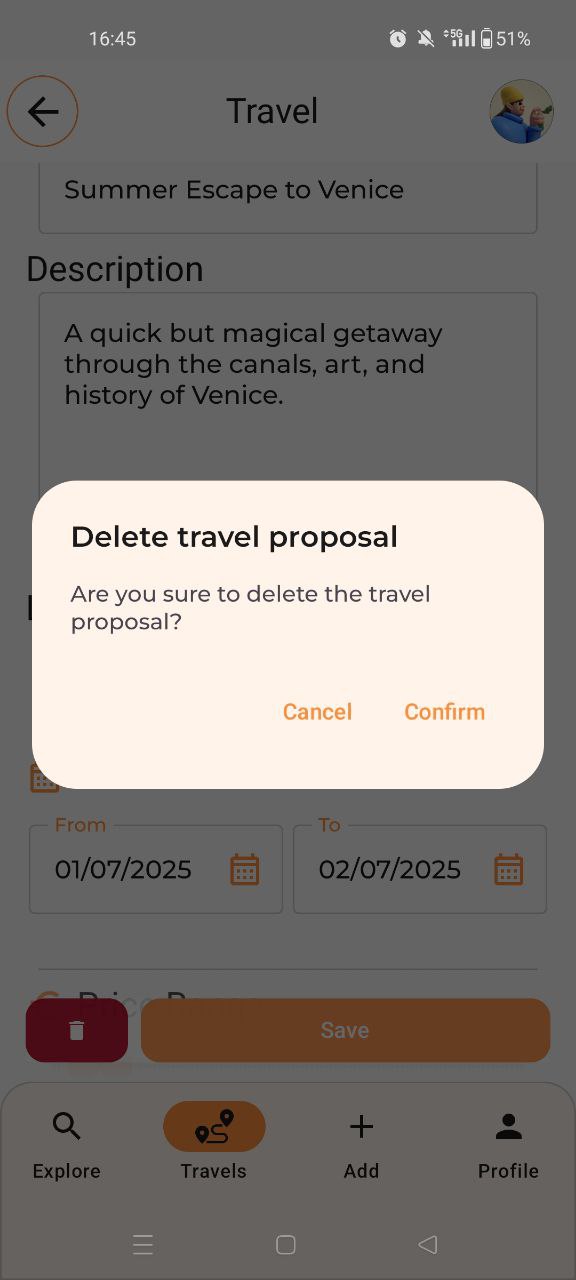 16:45
5G
51%
Travel
Summer Escape to Venice
Description
A quick but magical getaway
through the canals, art, and
history of Venice.
Delete travel proposal
Are you sure to delete the travel
proposal?
Cancel
Confirm
From
To
01/07/2025
02/07/2025
Save
Explore
Travels
Add
Profile